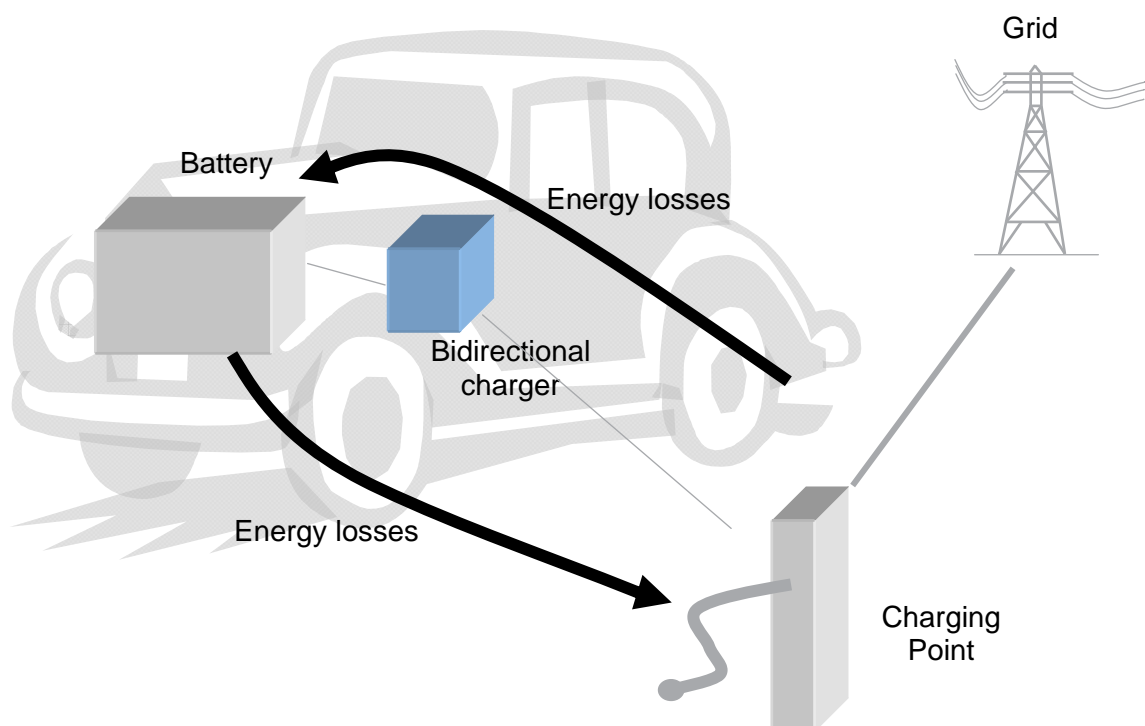 Grid
Battery
Energy losses
Bidirectional
charger
Energy losses
Charging
Point